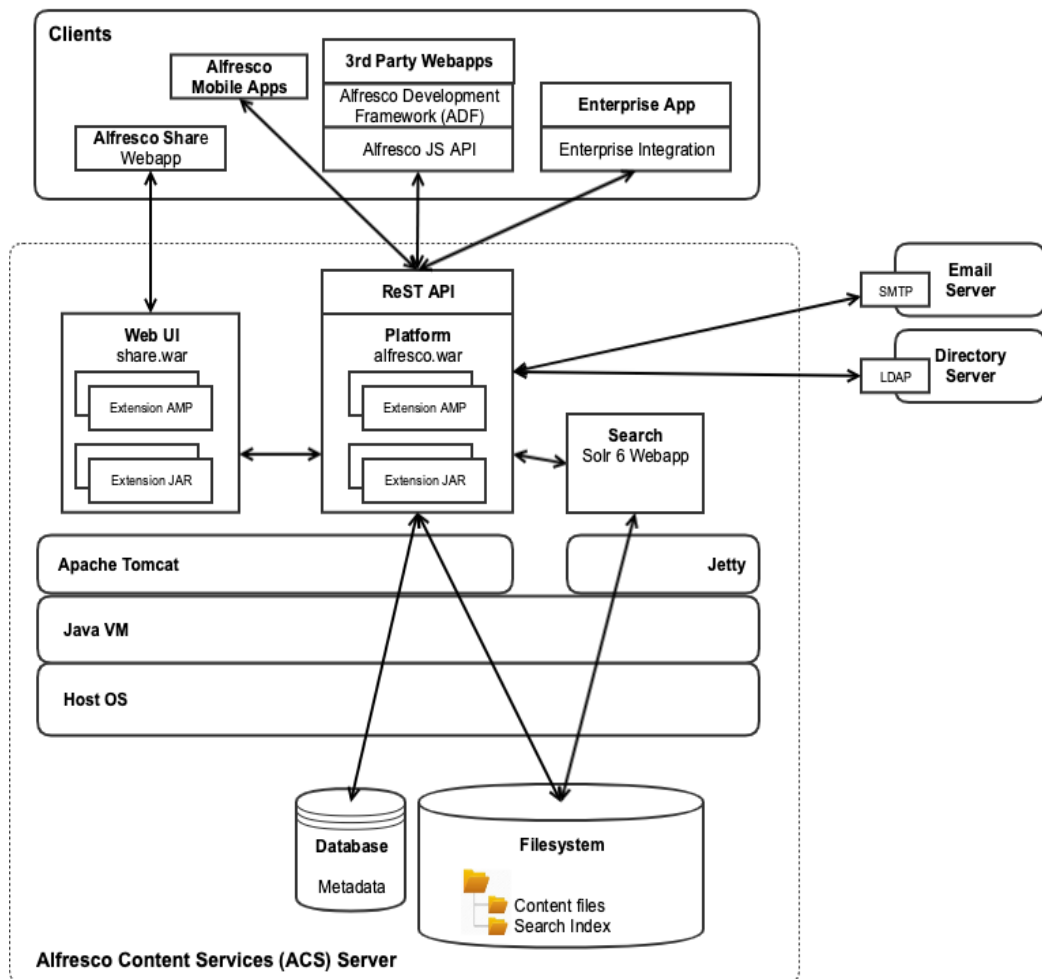 Clients
Alfresco
Mobile Apps
3rd Party Webapps
Alfresco Development
Framework (ADF)
Alfresco JS API
Enterprise App
Enterprise Integration
Alfresco Share
Webapp
ReST API
Web UI
share.war
Extension AMP
Extension JAR
Platform
alfresco.war
Extension AMP
Extension JAR
Search
Solr 6 Webapp
SMTP
Email
Server
LDAP
Directory
Server
Apache Tomcat
Jetty
Java VM
Host OS
Database
Metadata
Filesystem
Content files
Search Index
Alfresco Content Services (ACS) Server